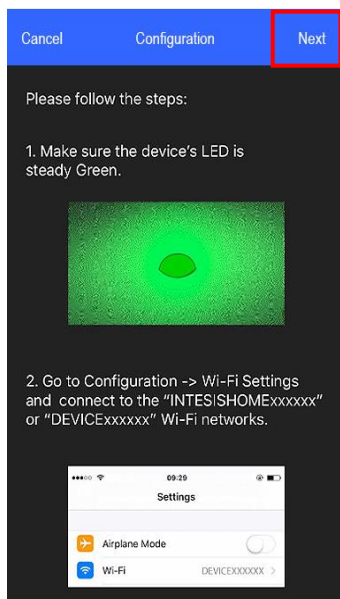 Cancel Configuration Next
Please follow the steps:
1. Make sure the device's LED is
steady Green.
2. Go to Configuration -> Wi-Fi Settings
and connect to the "INTESISHOMExxxxxx"
or "DEVICExxxxxx" Wi-Fi networks.
09:29
Settings
Airplane Mode
Wi-Fi DEVICEXXXXXX